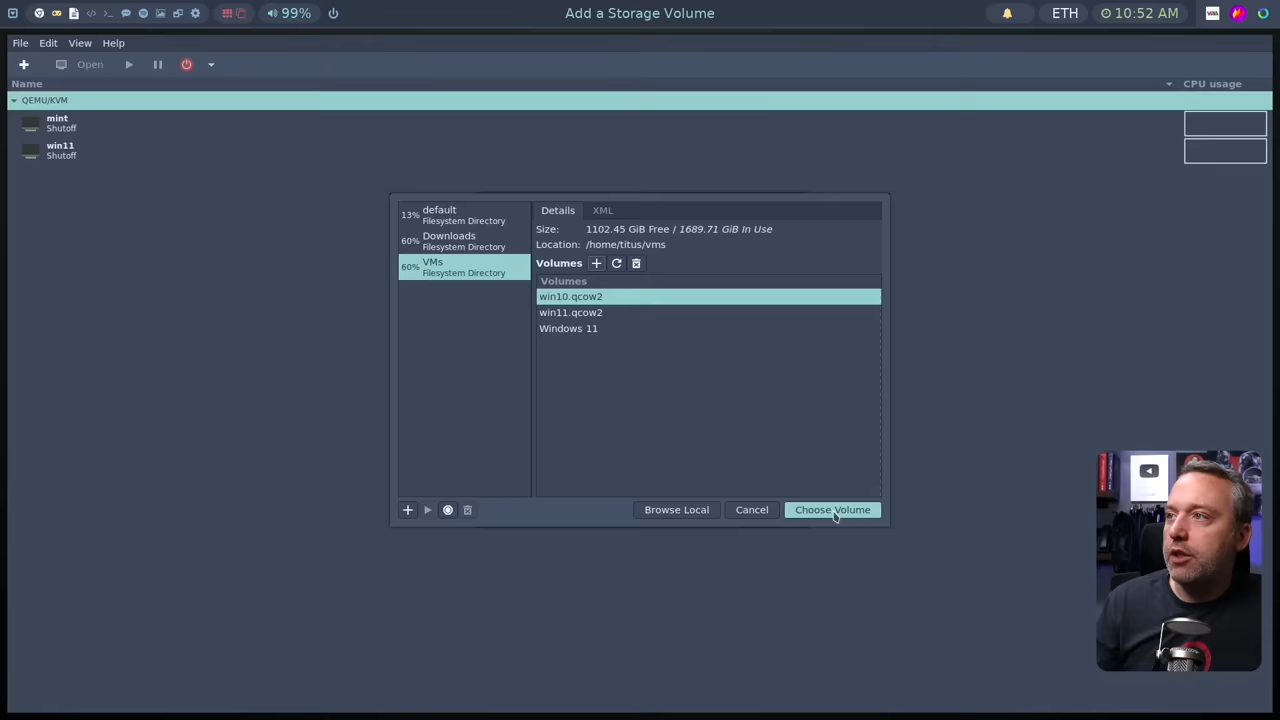 99%
Add a Storage Volume
ETH
10:52 AM
File Edit View Help
Open
Name
CPU usage
QEMU/KVM
mint
Shutoff
win11
Shutoff
13% default
Filesystem Directory
60% Downloads
Filesystem Directory
60% VMs
Filesystem Directory
Details XML
Size: 1102.45 GiB Free / 1689.71 GiB In Use
Location: /home/titus/vms
Volumes
Volumes
win10.qcow2
win11.qcow2
Windows 11
Browse Local Cancel Choose Volume